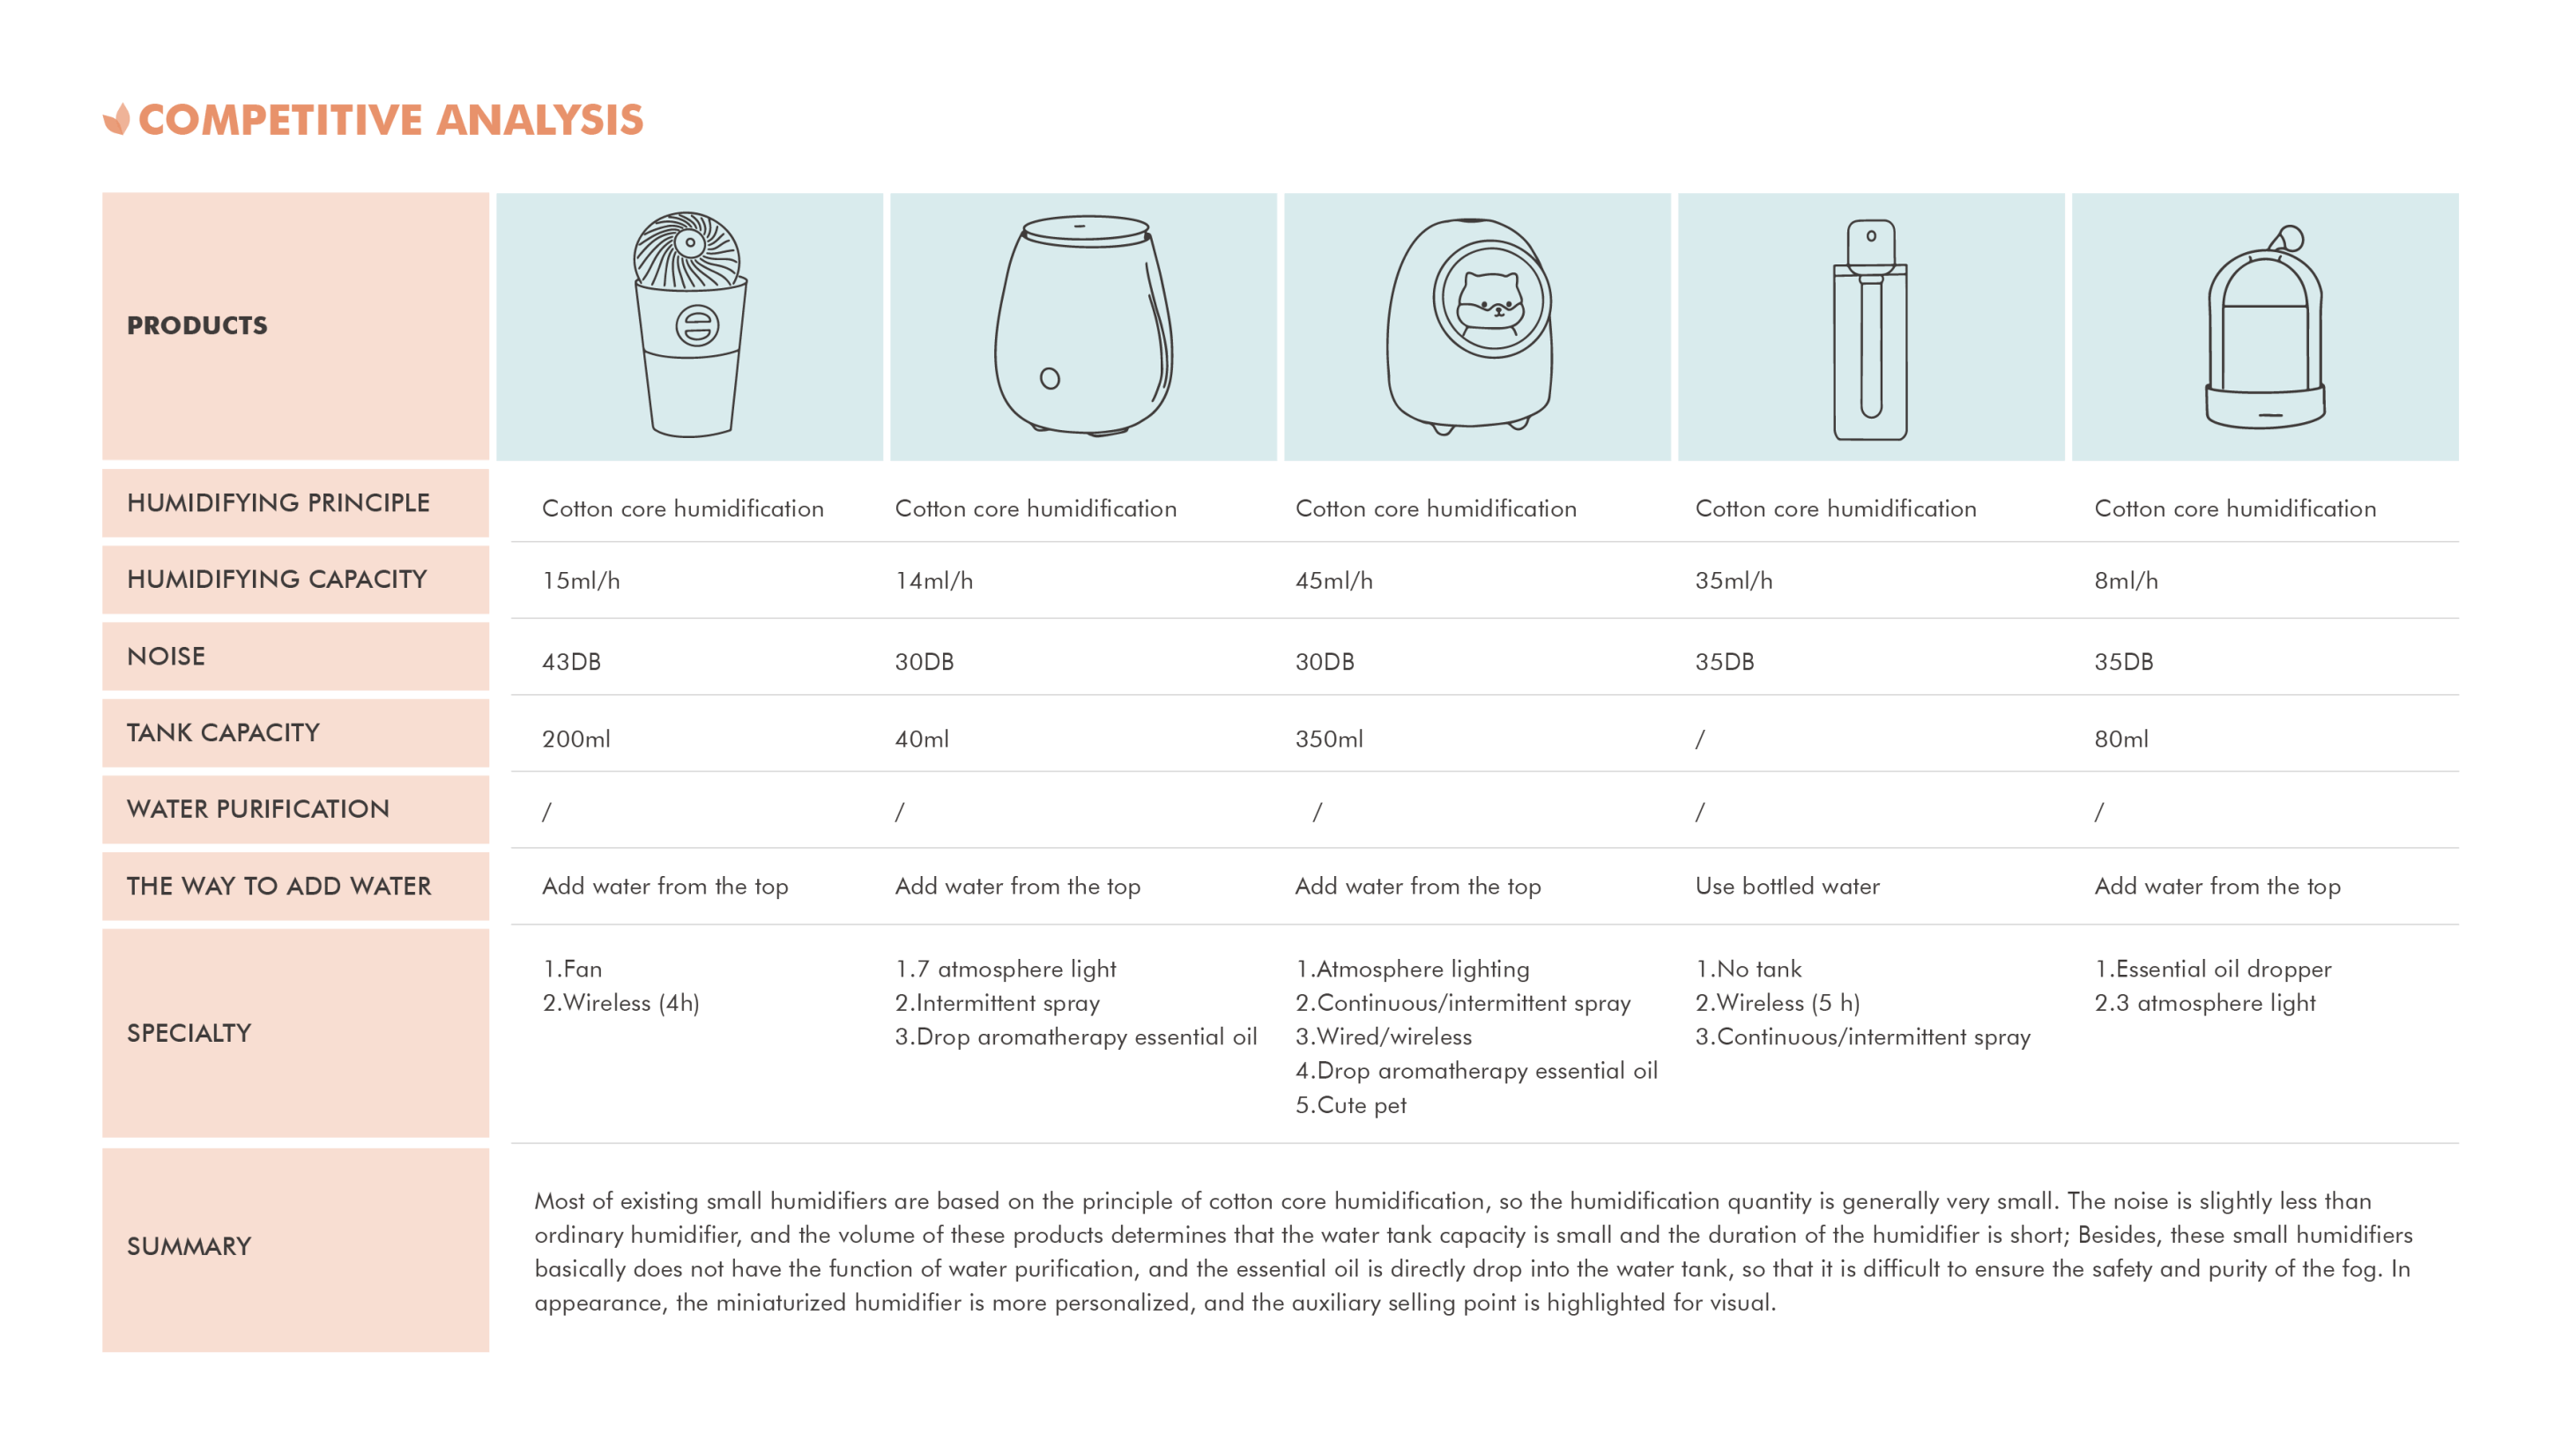 COMPETITIVE ANALYSIS
PRODUCTS
HUMIDIFYING PRINCIPLE
Cotton core humidification
Cotton core humidification
Cotton core humidification
Cotton core humidification
Cotton core humidification
HUMIDIFYING CAPACITY
15ml/h
14ml/h
45ml/h
35ml/h
8ml/h
NOISE
43DB
30DB
30DB
35DB
35DB
TANK CAPACITY
200ml
40ml
350ml
/
80ml
WATER PURIFICATION
/
/
/
/
/
THE WAY TO ADD WATER
Add water from the top
Add water from the top
Add water from the top
Use bottled water
Add water from the top
SPECIALTY
1.Fan
2.Wireless (4h)
1.7 atmosphere light
2.Intermittent spray
3.Drop aromatherapy essential oil
1.Atmosphere lighting
2.Continuous/intermittent spray
3.Wired/wireless
4.Drop aromatherapy essential oil
5.Cute pet
1.No tank
2.Wireless (5 h)
3.Continuous/intermittent spray
1.Essential oil dropper
2.3 atmosphere light
SUMMARY
Most of existing small humidifiers are based on the principle of cotton core humidification, so the humidification quantity is generally very small. The noise is slightly less than
ordinary humidifier, and the volume of these products determines that the water tank capacity is small and the duration of the humidifier is short; Besides, these small humidifiers
basically does not have the function of water purification, and the essential oil is directly drop into the water tank, so that it is difficult to ensure the safety and purity of the fog. In
appearance, the miniaturized humidifier is more personalized, and the auxiliary selling point is highlighted for visual.